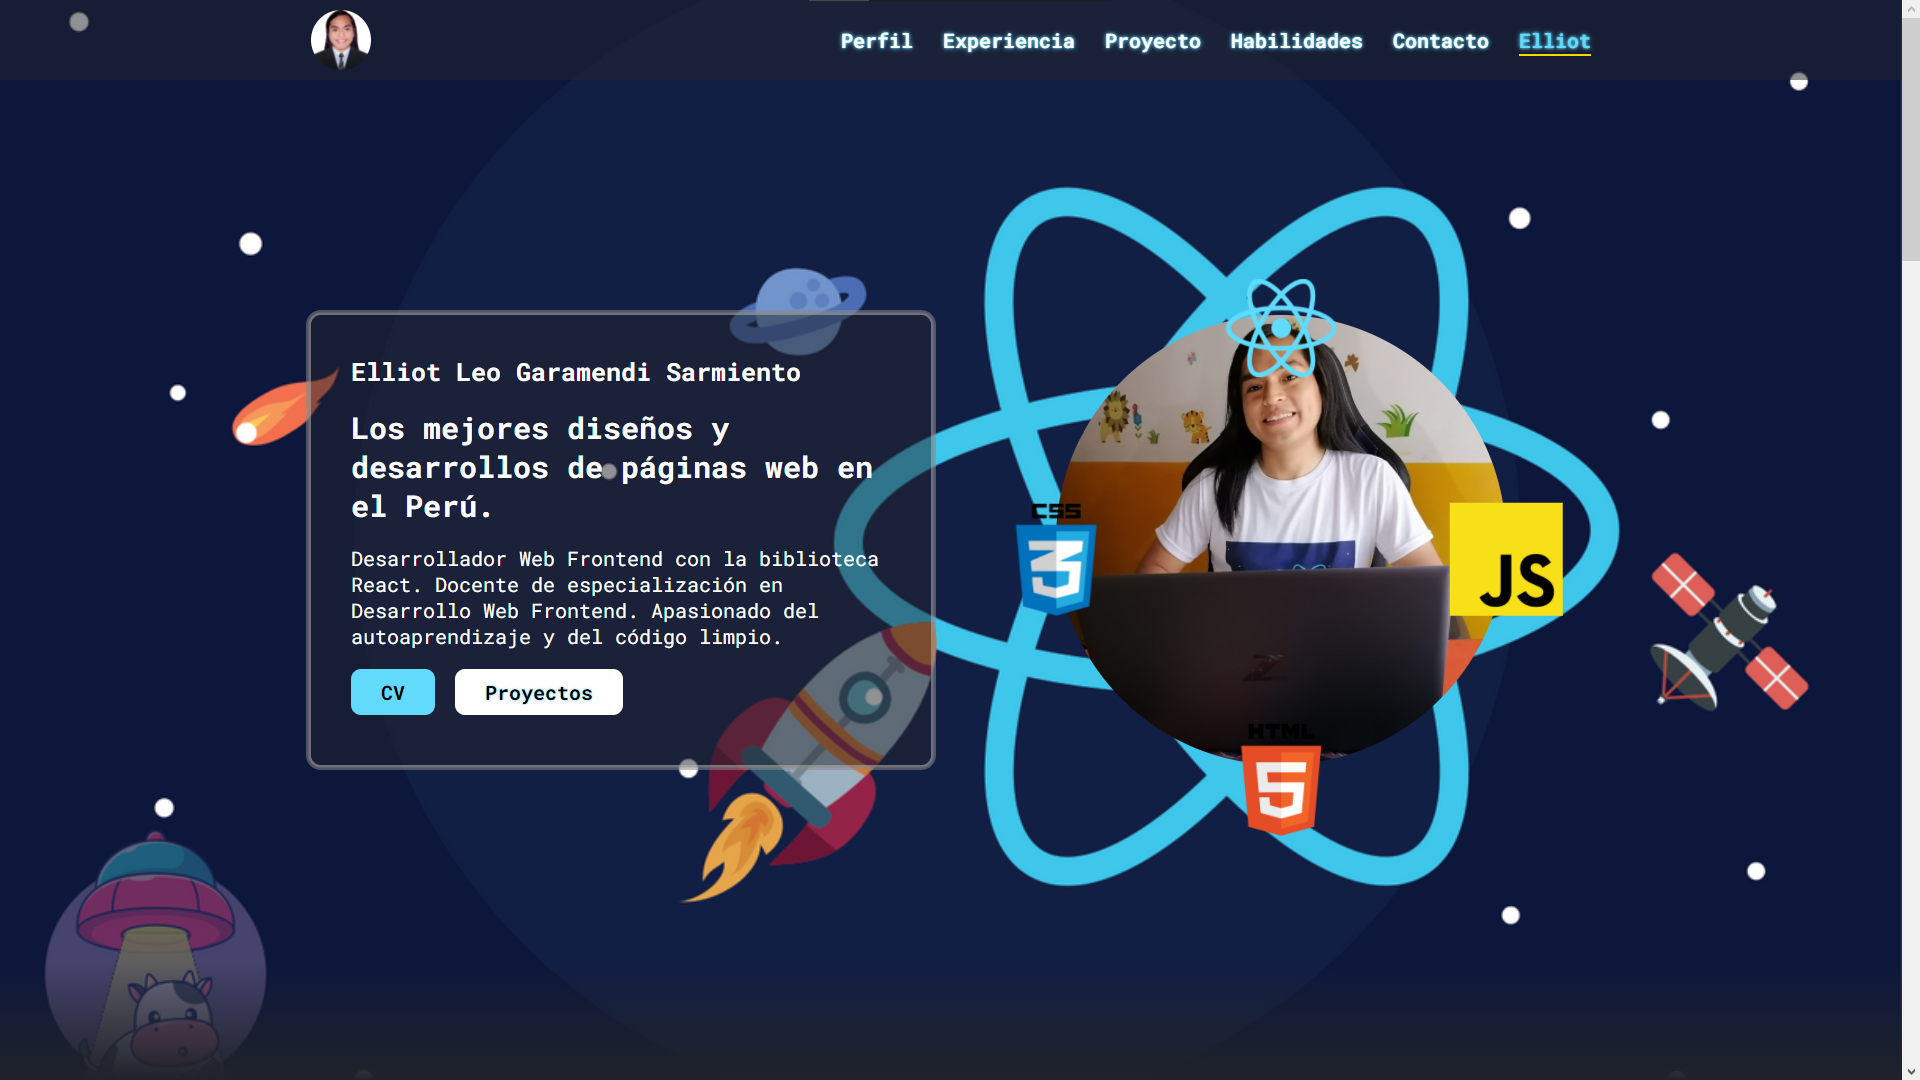 Perfil Experiencia Proyecto Habilidades Contacto Elliot
Elliot Leo Garamendi Sarmiento
Los mejores diseños y
desarrollos de páginas web en
el Perú.
Desarrollador Web Frontend con la biblioteca
React. Docente de especialización en
Desarrollo Web Frontend. Apasionado del
autoaprendizaje y del código limpio.
CV Proyectos
CSS
3
JS
HTML
5